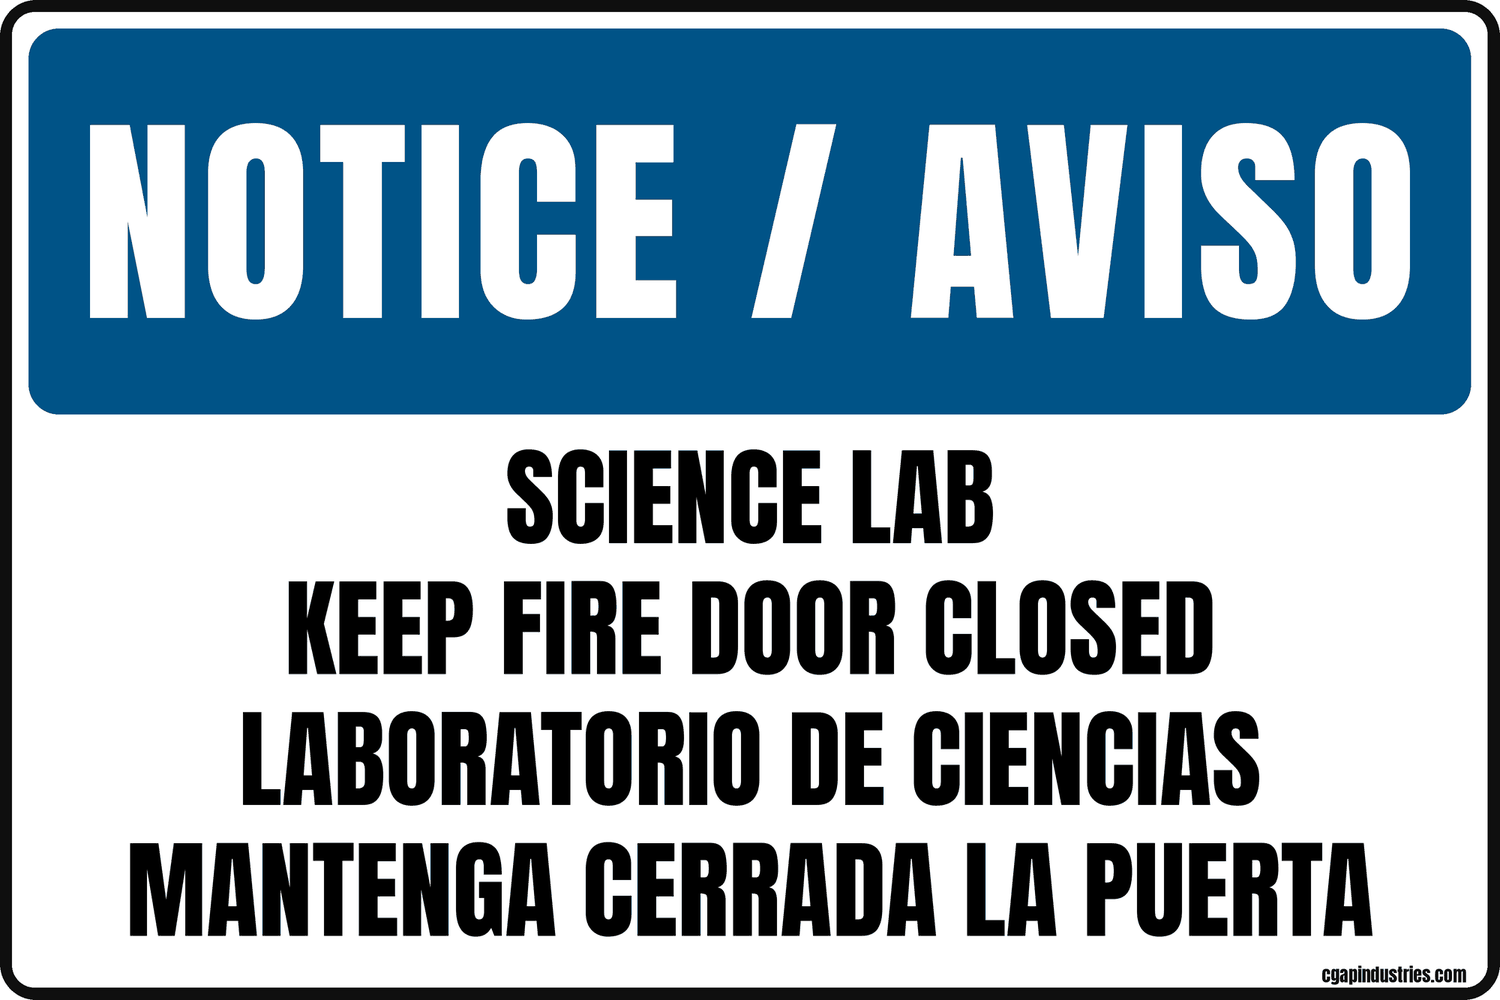 NOTICE / AVISO
SCIENCE LAB
KEEP FIRE DOOR CLOSED
LABORATORIO DE CIENCIAS
MANTENGA CERRADA LA PUERTA
cgapindustries.com